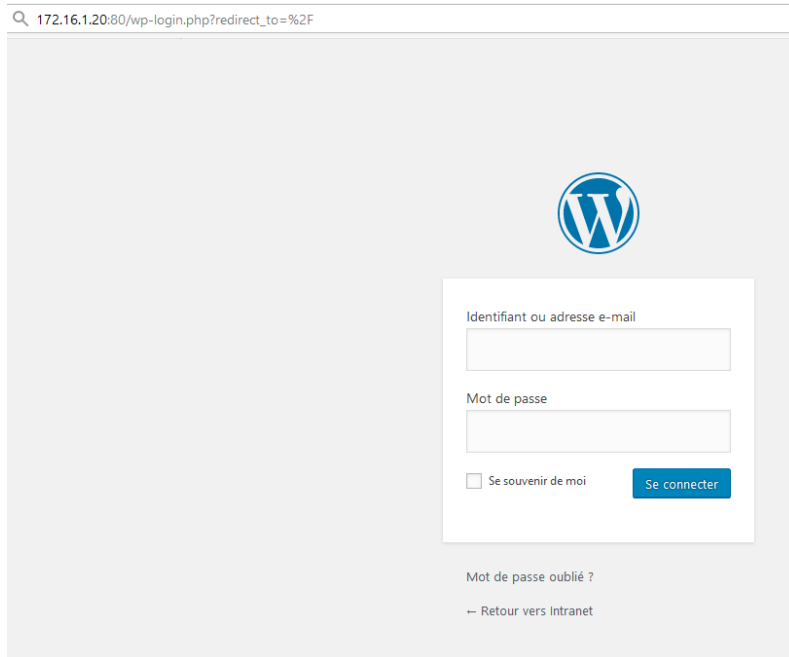 172.16.1.20:80/wp-login.php?redirect_to=%2F
Identifiant ou adresse e-mail
Mot de passe
Se souvenir de moi
Se connecter
Mot de passe oublié ?
← Retour vers Intranet